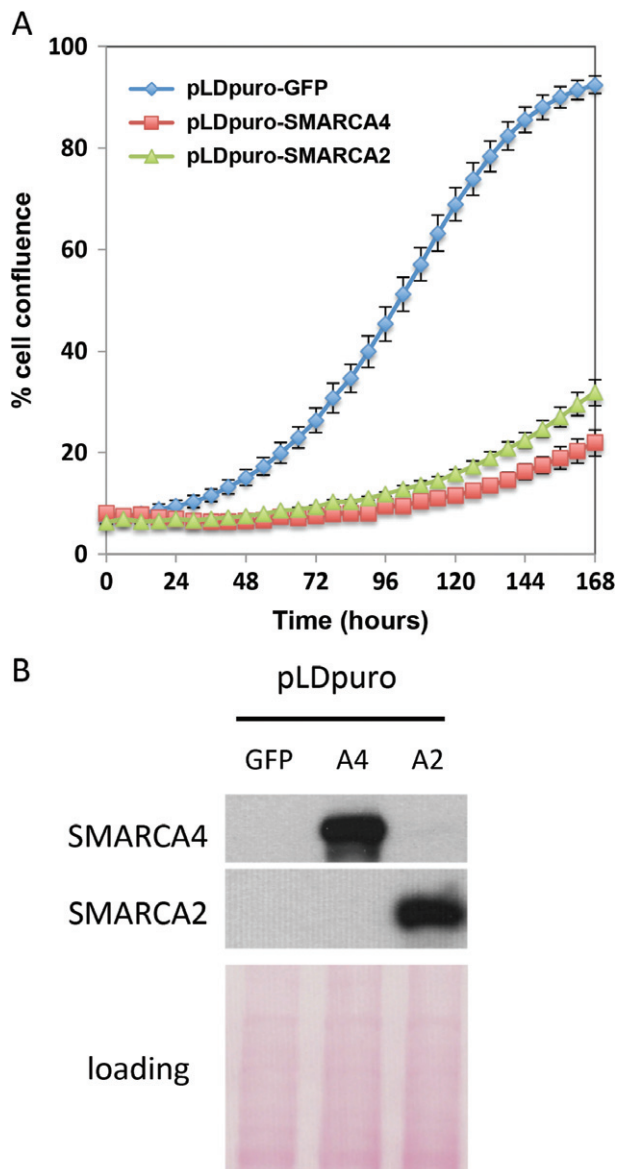 A
100
80
60
40
20
0
% cell confluence
pLDpuro-GFP
pLDpuro-SMARCA4
pLDpuro-SMARCA2
0 24 48 72 96 120 144 168
Time (hours)
B
pLDpuro
GFP A4 A2
SMARCA4
SMARCA2
loading